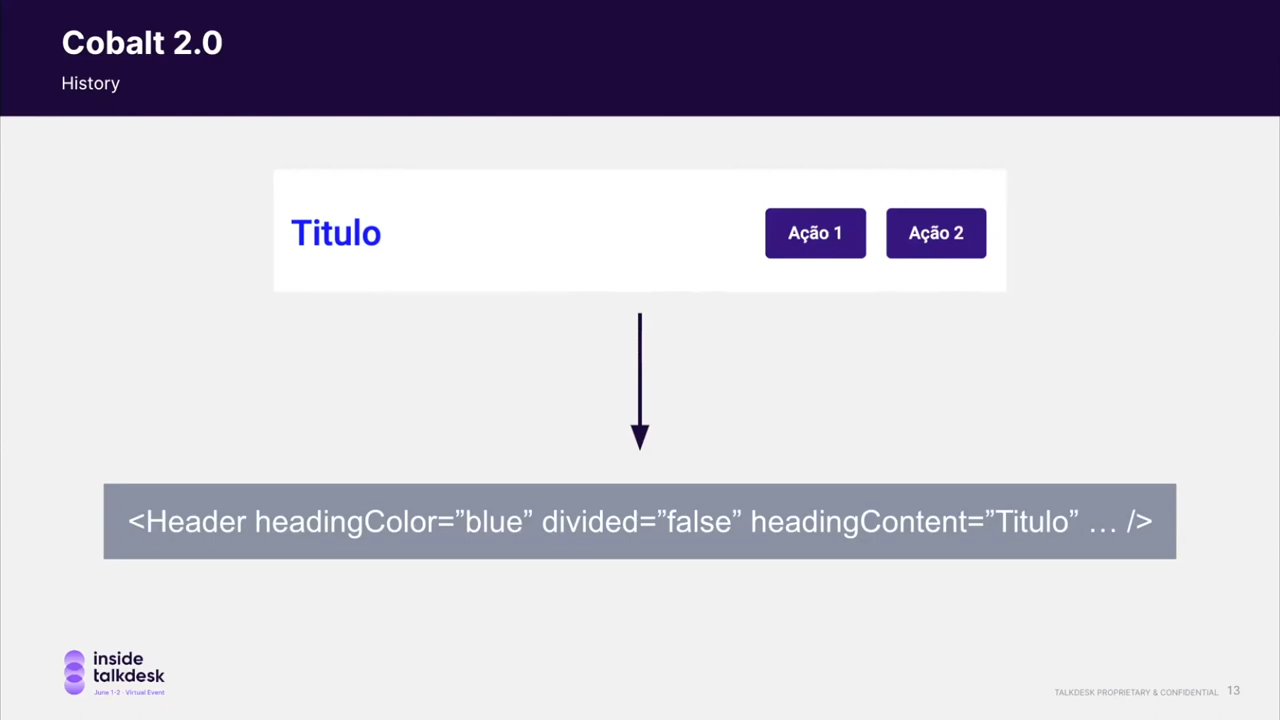 Cobalt 2.0
History
Titulo
Ação 1
Ação 2
<Header headingColor=”blue” divided=”false” headingContent=”Titulo” … />
inside
talkdesk
June 1-2 · Virtual Event
TALKDESK PROPRIETARY & CONFIDENTIAL 13